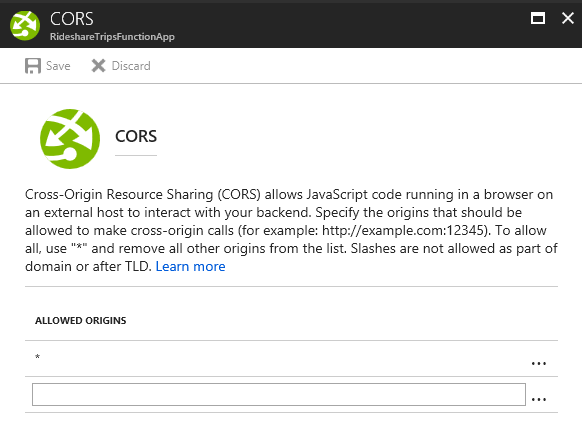 CORS
RideshareTripsFunctionApp
Save Discard
CORS
Cross-Origin Resource Sharing (CORS) allows JavaScript code running in a browser on
an external host to interact with your backend. Specify the origins that should be
allowed to make cross-origin calls (for example: http://example.com:12345). To allow
all, use "*" and remove all other origins from the list. Slashes are not allowed as part of
domain or after TLD. Learn more
ALLOWED ORIGINS
* ...
...